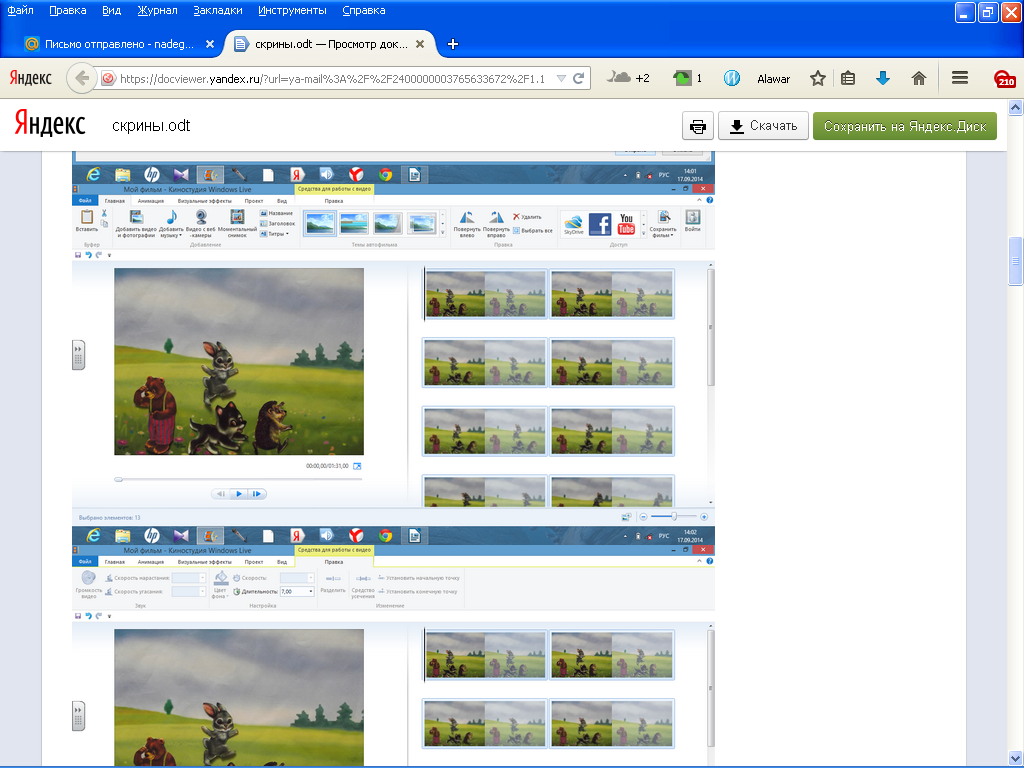 Файл Правка Вид Журнал Закладки Инструменты Справка
Письмо отправлено - nadeg... скрины.odt — Просмотр док...
Яндекс https://docviewer.yandex.ru/?url=ya-mail%3A%2F%2F2400000003765633672%2F1.1 +2 1 Alawar 210
Яндекс скрины.odt Скачать Сохранить на Яндекс.Диск
РУС 14:01
17.09.2014
Мой фильм - Киностудия Windows Live Средства для работы с видео
Файл Главная Анимация Визуальные эффекты Проект Вид Правка
Вставить Добавить видео и фотографии Добавить музыку Видео с веб-камеры Моментальный снимок Название Заголовок Титры Повернуть влево Повернуть вправо Удалить Выбрать все SkyDrive You Tube Сохранить фильм Войти
Буфер Добавление Темы автофильма Правка Доступ
00:00,00/01:31,00
Выбрано элементов: 13
РУС 14:02
17.09.2014
Мой фильм - Киностудия Windows Live Средства для работы с видео
Файл Главная Анимация Визуальные эффекты Проект Вид Правка
Громкость видео Скорость нарастания: Скорость угасания: Цвет фона Скорость: Длительность: 7,00 Разделить Средство усечения Установить начальную точку Установить конечную точку
Звук Настройка Изменение